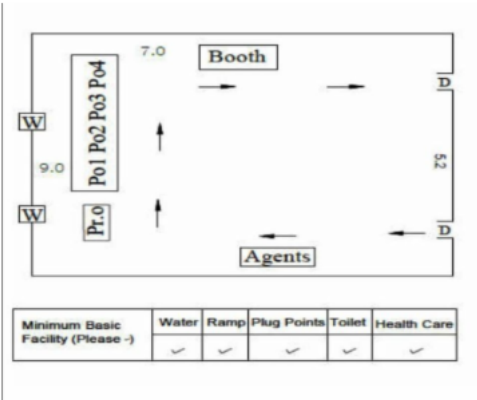 7.0
Booth
D
Po1 Po2 Po3 Po4
W
9.0
5.2
W
Pr.o
D
Agents
Minimum Basic Facility (Please -)
Water Ramp Plug Points Toilet Health Care
✓ ✓ ✓ ✓ ✓